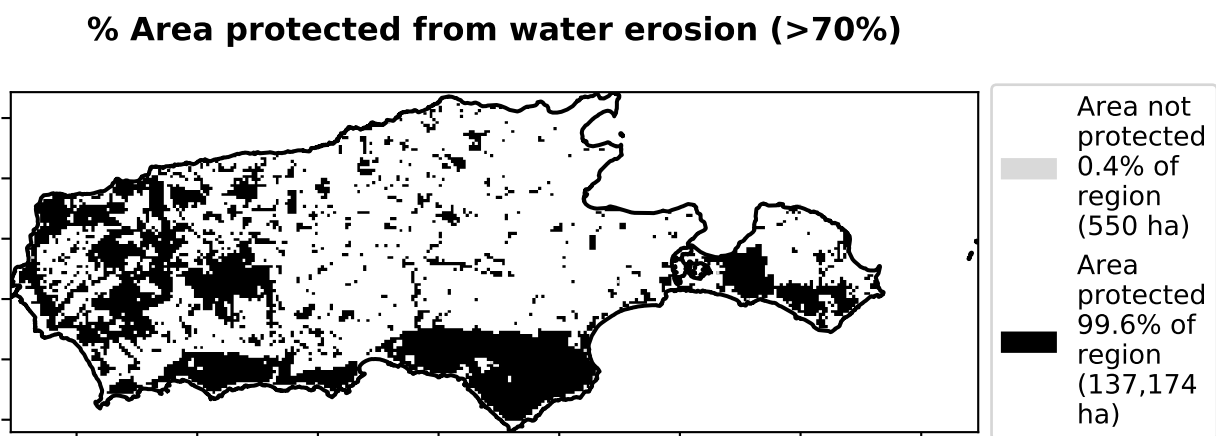 % Area protected from water erosion (>70%)
Area not
protected
0.4% of
region
(550 ha)
Area
protected
99.6% of
region
(137,174
ha)